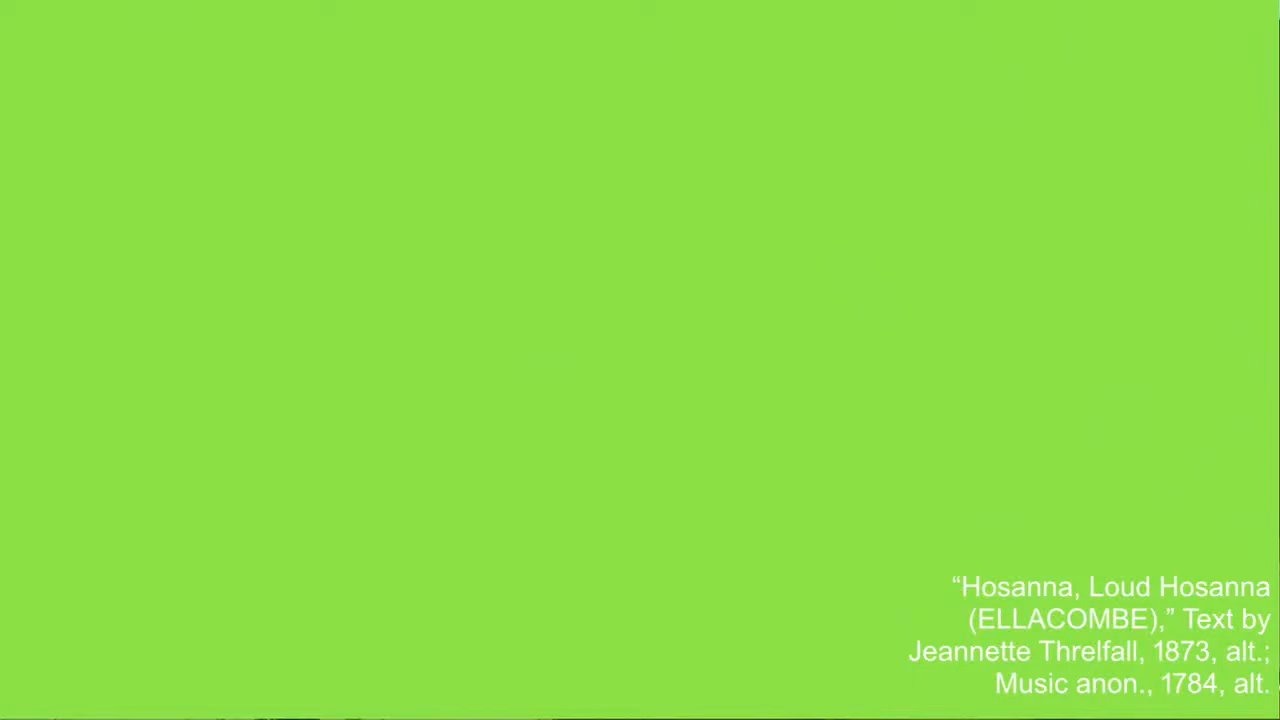 “Hosanna, Loud Hosanna
(ELLACOMBE),” Text by
Jeannette Threlfall, 1873, alt.;
Music anon., 1784, alt.